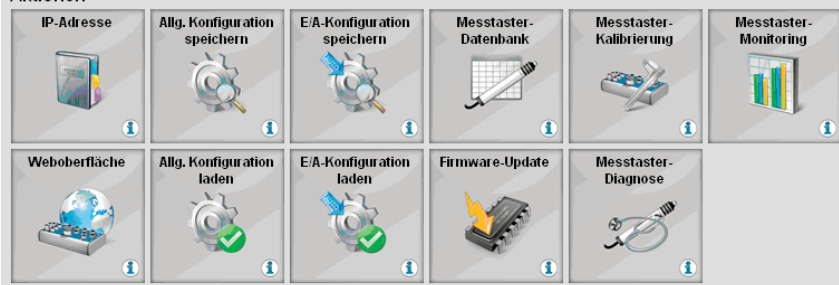 IP-Adresse
Allg. Konfiguration
speichern
E/A-Konfiguration
speichern
Messtaster-
Datenbank
Messtaster-
Kalibrierung
Messtaster-
Monitoring
Weboberfläche
Allg. Konfiguration
laden
E/A-Konfiguration
laden
Firmware-Update
Messtaster-
Diagnose